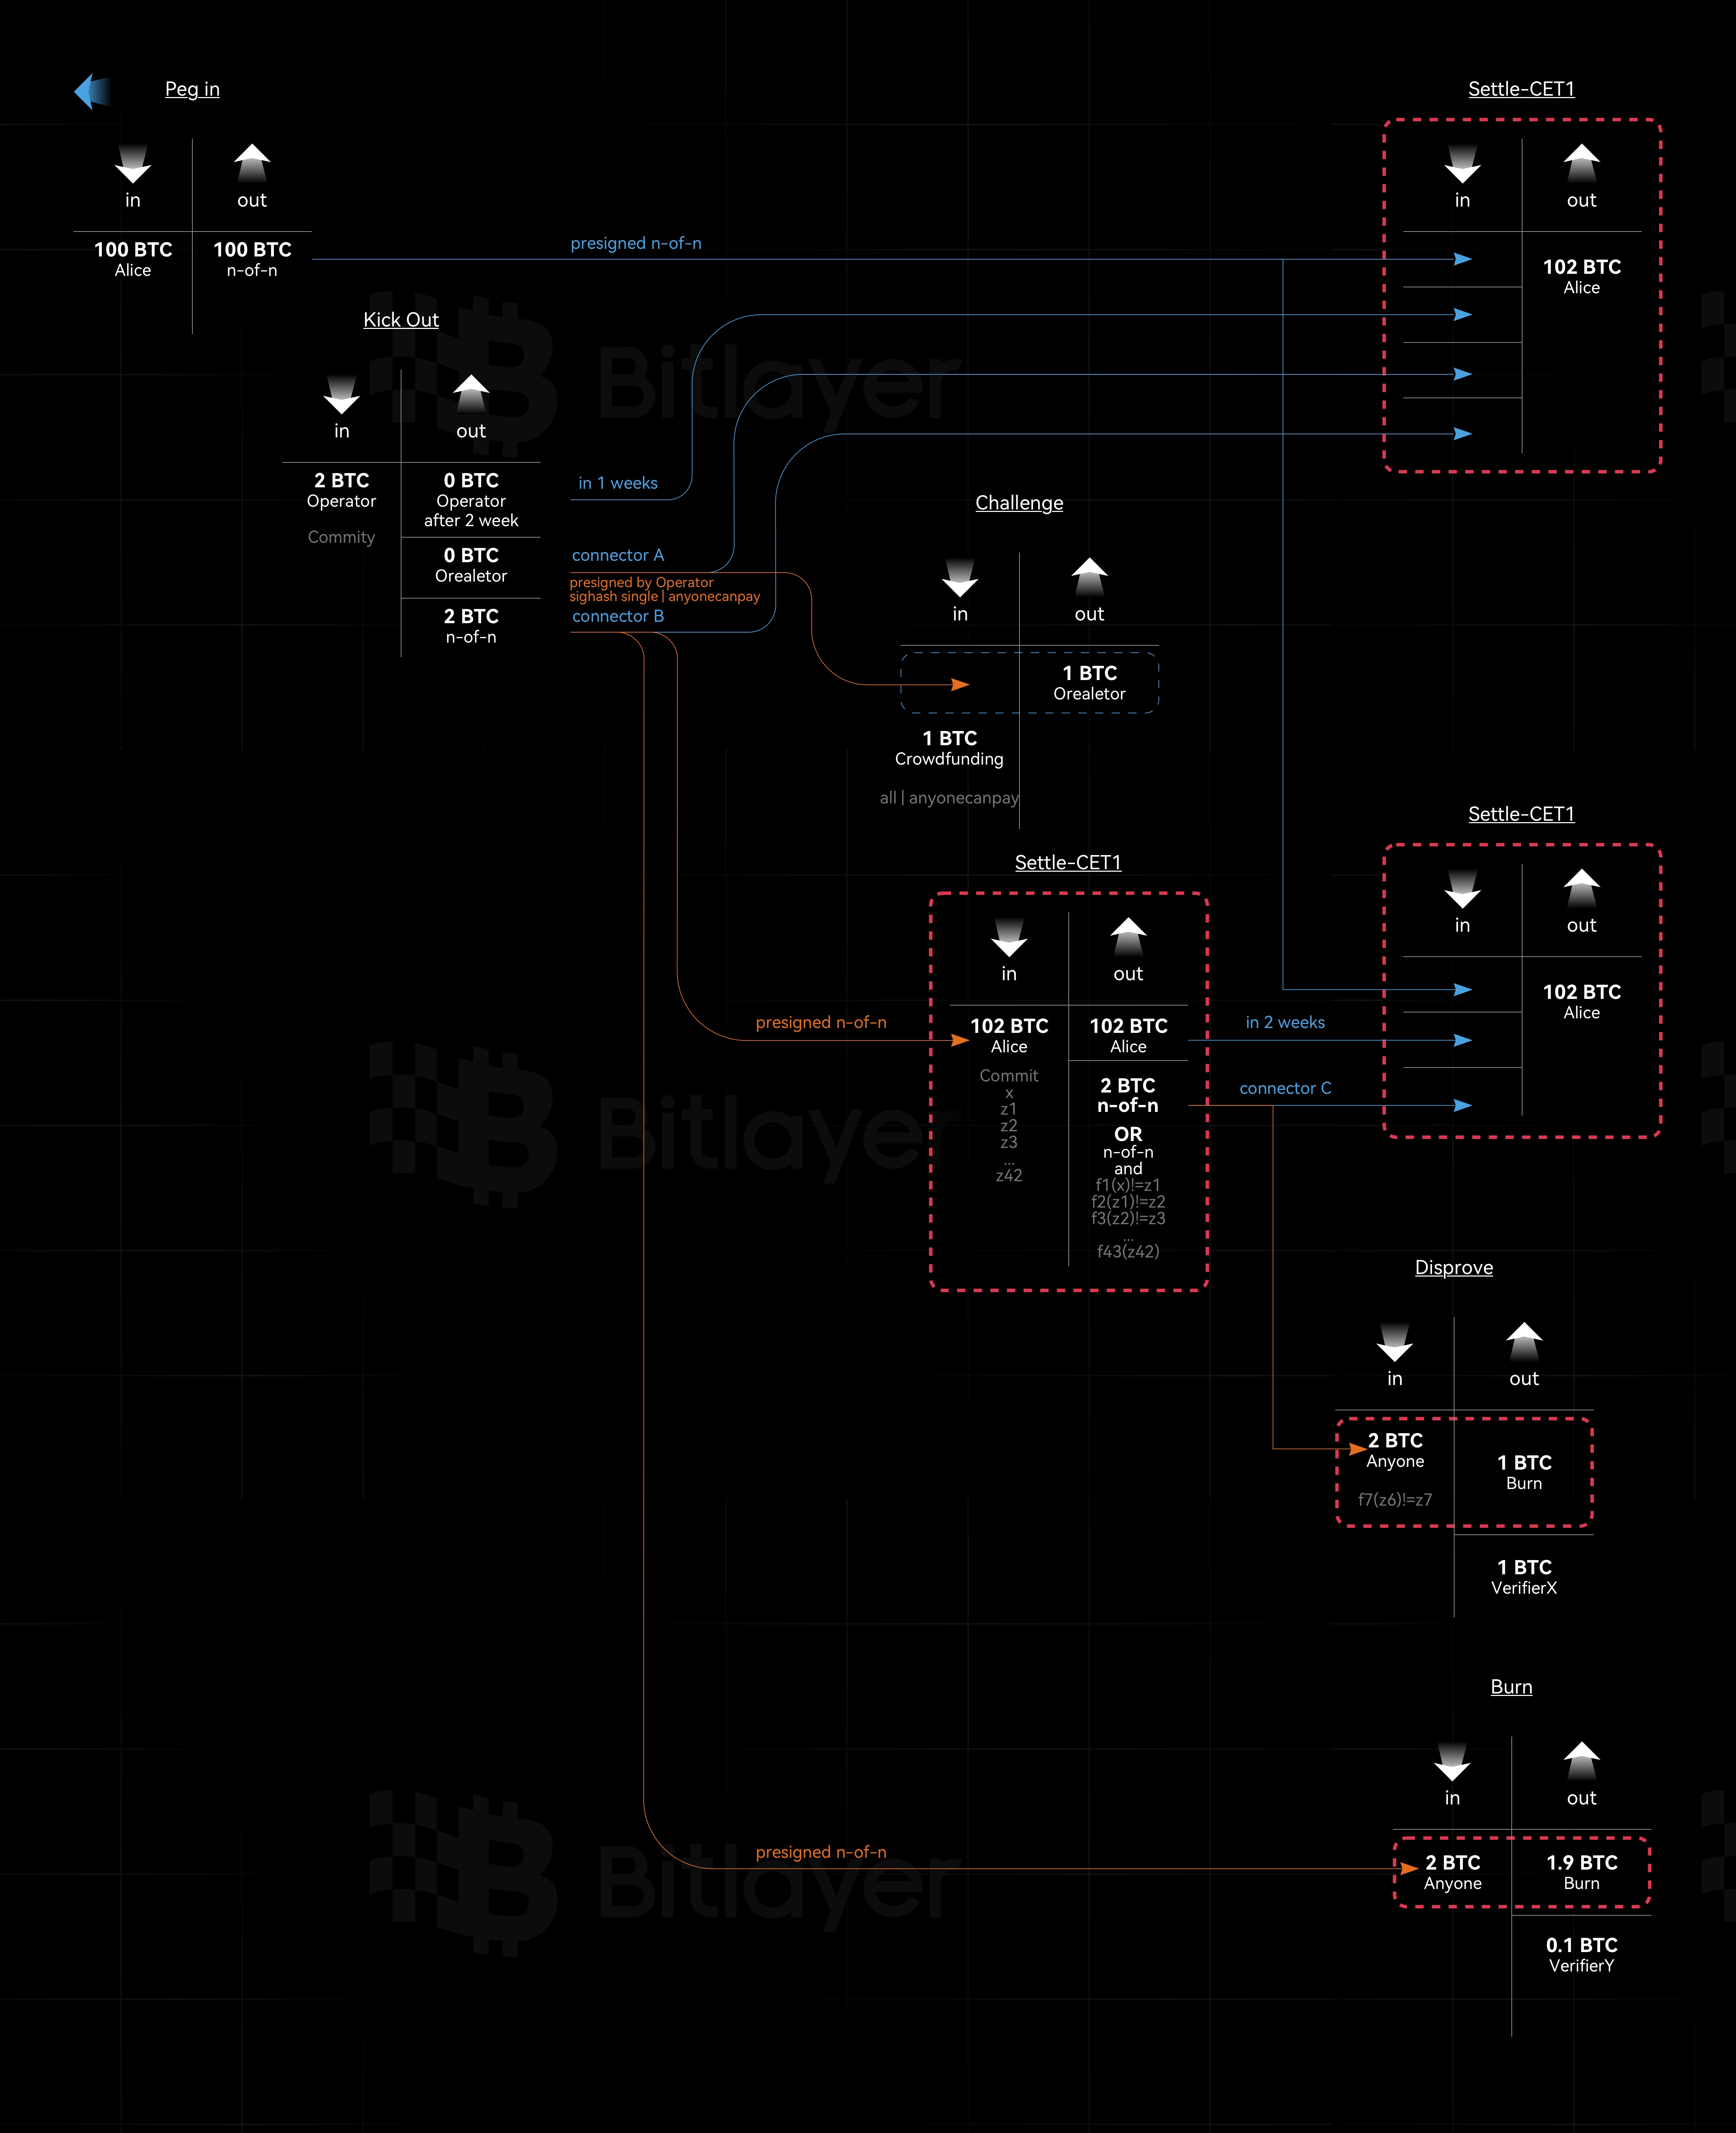 Peg in
in
out
100 BTC
Alice
100 BTC
n-of-n
presigned n-of-n
Settle-CET1
in
out
102 BTC
Alice
Kick Out
in
out
2 BTC
Operator
Commity
0 BTC
Operator
after 2 week
0 BTC
Orealetor
2 BTC
n-of-n
in 1 weeks
connector A
presigned by Operator
sighash single | anyonecanpay
connector B
Challenge
in
out
1 BTC
Orealetor
1 BTC
Crowdfunding
all | anyonecanpay
Settle-CET1
in
out
presigned n-of-n
102 BTC
Alice
Commit
x
z1
z2
z3
...
z42
102 BTC
Alice
2 BTC
n-of-n
OR
n-of-n
and
f1(x)!=z1
f2(z1)!=z2
f3(z2)!=z3
...
f43(z42)
in 2 weeks
connector C
Settle-CET1
in
out
102 BTC
Alice
Disprove
in
out
2 BTC
Anyone
f7(z6)!=z7
1 BTC
Burn
1 BTC
VerifierX
Burn
in
out
presigned n-of-n
2 BTC
Anyone
1.9 BTC
Burn
0.1 BTC
VerifierY
Bitlayer
Bitlayer
Bitlayer